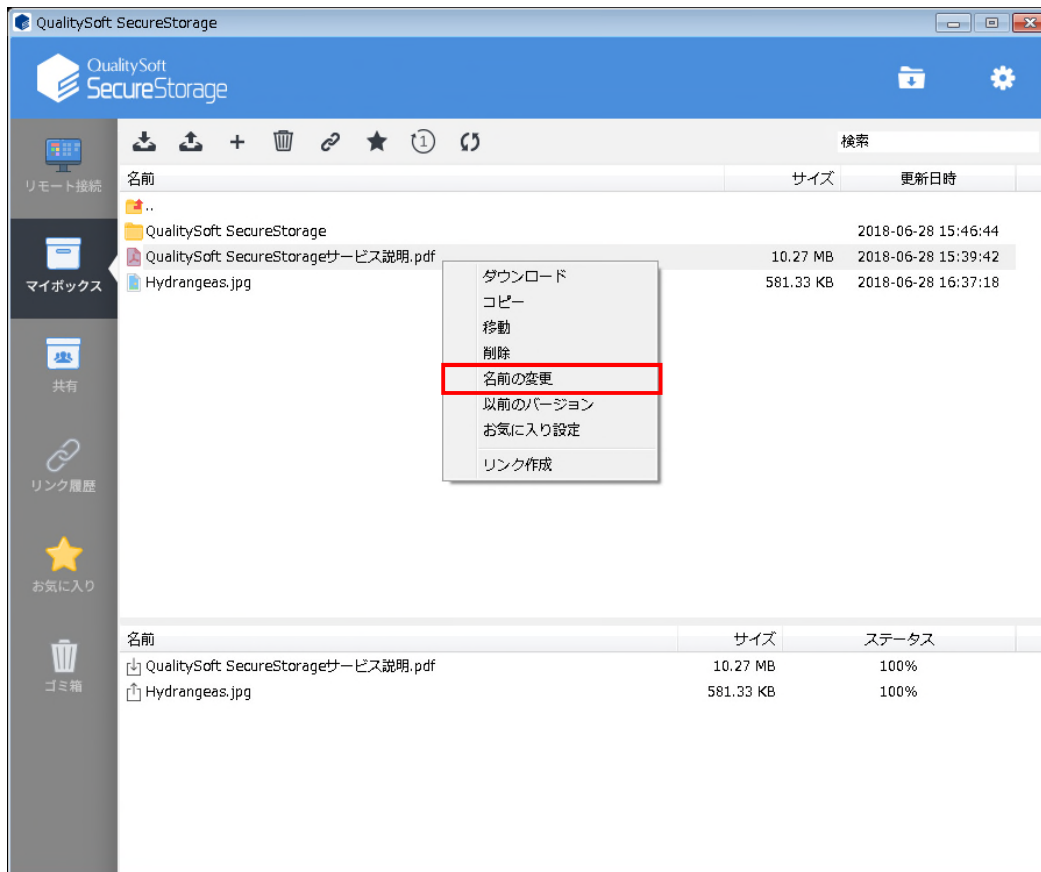 QualitySoft SecureStorage
QualitySoft
SecureStorage
1
検索
リモート接続
マイボックス
共有
リンク履歴
お気に入り
ゴミ箱
名前 サイズ 更新日時
..
QualitySoft SecureStorage 2018-06-28 15:46:44
QualitySoft SecureStorageサービス説明.pdf 10.27 MB 2018-06-28 15:39:42
Hydrangeas.jpg 581.33 KB 2018-06-28 16:37:18
ダウンロード
コピー
移動
削除
名前の変更
以前のバージョン
お気に入り設定
リンク作成
名前 サイズ ステータス
QualitySoft SecureStorageサービス説明.pdf 10.27 MB 100%
Hydrangeas.jpg 581.33 KB 100%